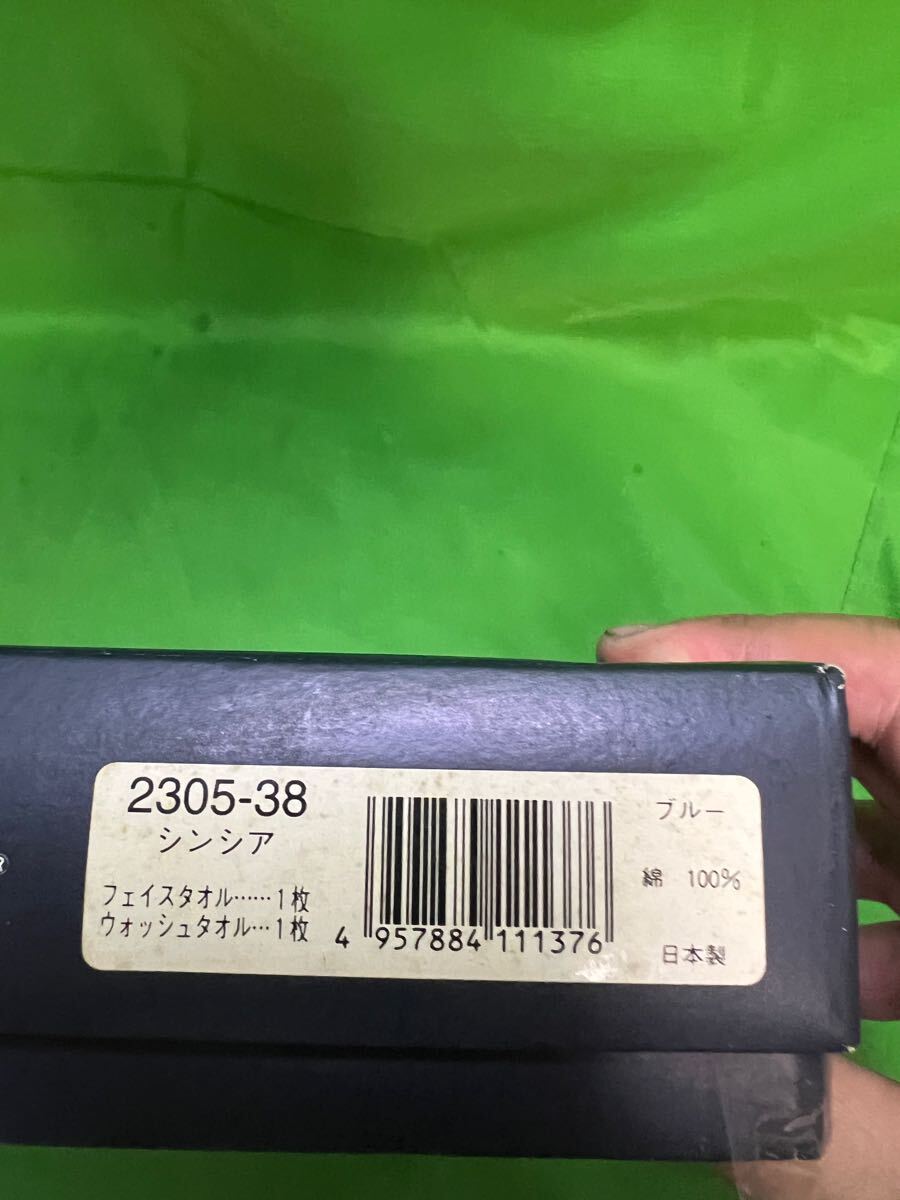 2305-38
シンシア
フェイスタオル……1枚
ウォッシュタオル…1枚
4 957884 111376
ブルー
綿 100%
日本製
®